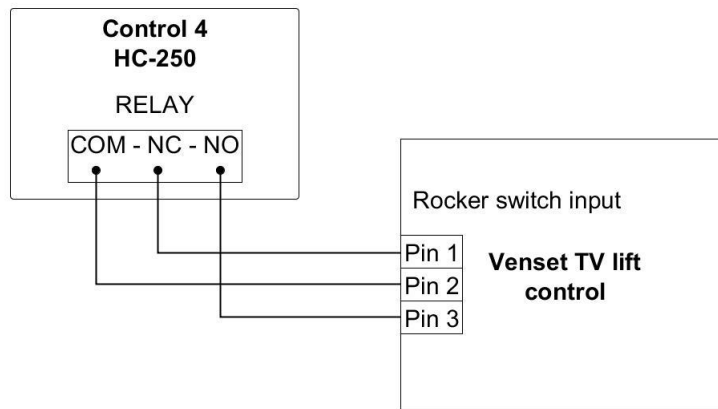 Control 4
HC-250
RELAY
COM - NC - NO
Rocker switch input
Pin 1
Pin 2
Pin 3
Venset TV lift
control